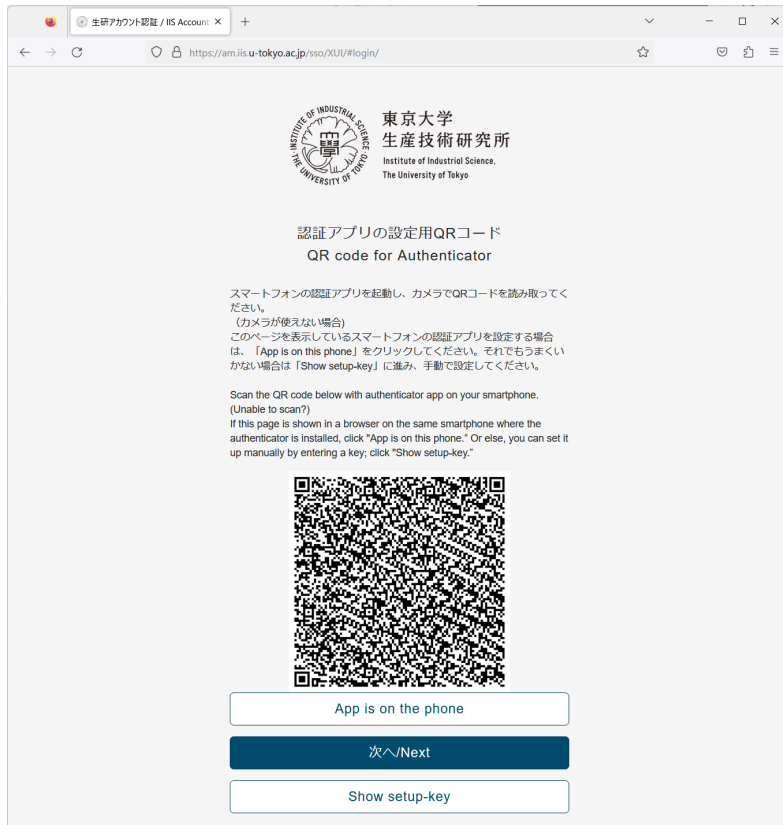 生研アカウント認証 / IIS Account
https://am.iis.u-tokyo.ac.jp/sso/XUI/#login/
INSTITUTE OF INDUSTRIAL SCIENCE
THE UNIVERSITY OF TOKYO
東京大学
生産技術研究所
Institute of Industrial Science,
The University of Tokyo
認証アプリの設定用QRコード
QR code for Authenticator
スマートフォンの認証アプリを起動し、カメラでQRコードを読み取ってく
ださい。
（カメラが使えない場合)
このページを表示しているスマートフォンの認証アプリを設定する場合
は、「App is on this phone」をクリックしてください。それでもうまくい
かない場合は「Show setup-key」に進み、手動で設定してください。
Scan the QR code below with authenticator app on your smartphone.
(Unable to scan?)
If this page is shown in a browser on the same smartphone where the
authenticator is installed, click "App is on this phone." Or else, you can set it
up manually by entering a key; click "Show setup-key."
App is on the phone
次へ/Next
Show setup-key